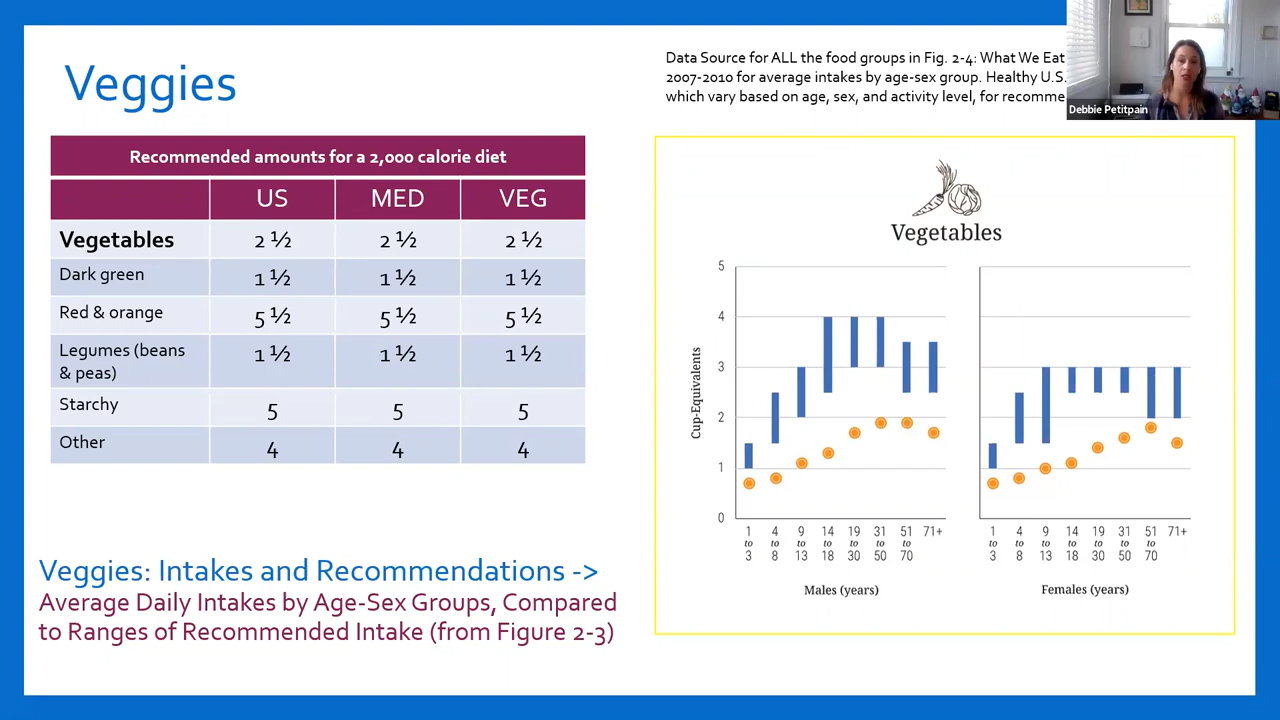 Veggies
Data Source for ALL the food groups in Fig. 2-4: What We Eat
2007-2010 for average intakes by age-sex group. Healthy U.S.
which vary based on age, sex, and activity level, for recomme
Debbie Petitpain
Recommended amounts for a 2,000 calorie diet
US MED VEG
Vegetables 2 ½ 2 ½ 2 ½
Dark green 1 ½ 1 ½ 1 ½
Red & orange 5 ½ 5 ½ 5 ½
Legumes (beans
& peas) 1 ½ 1 ½ 1 ½
Starchy 5 5 5
Other 4 4 4
Veggies: Intakes and Recommendations ->
Average Daily Intakes by Age-Sex Groups, Compared
to Ranges of Recommended Intake (from Figure 2-3)
Vegetables
Cup-Equivalents
5
4
3
2
1
0
1 4 9 14 19 31 51 71+
to to to to to to to
3 8 13 18 30 50 70
Males (years)
1 4 9 14 19 31 51 71+
to to to to to to to
3 8 13 18 30 50 70
Females (years)